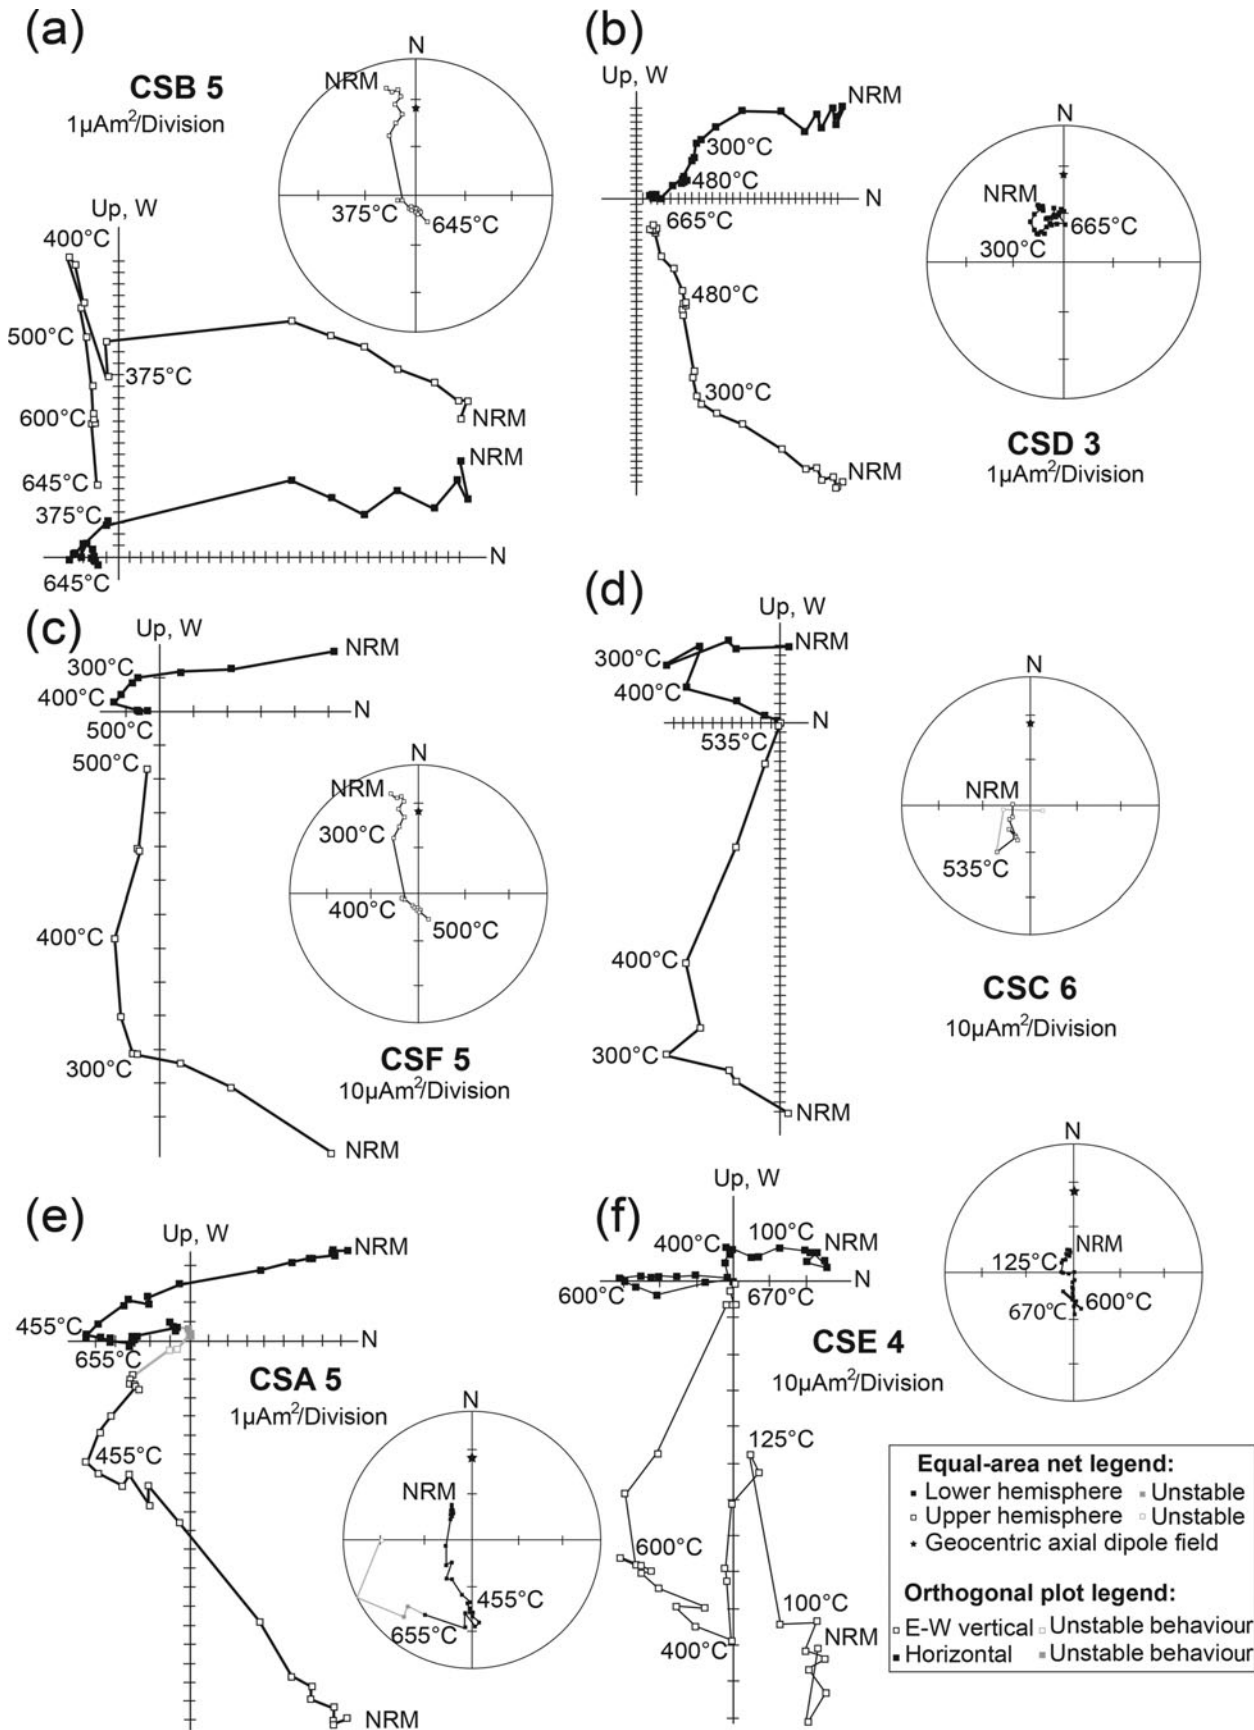 (a)
CSB 5
1µAm²/Division
N
NRM
375°C
645°C
Up, W
400°C
500°C
375°C
600°C
NRM
645°C
NRM
375°C
N
645°C
(b)
Up, W
NRM
300°C
480°C
N
665°C
480°C
300°C
NRM
N
NRM
665°C
300°C
CSD 3
1µAm²/Division
(c)
Up, W
NRM
300°C
400°C
N
500°C
500°C
400°C
300°C
NRM
N
NRM
300°C
400°C
500°C
CSF 5
10µAm²/Division
(d)
Up, W
NRM
300°C
400°C
N
535°C
400°C
300°C
NRM
N
NRM
535°C
CSC 6
10µAm²/Division
(e)
Up, W
NRM
455°C
N
655°C
CSA 5
1µAm²/Division
455°C
NRM
N
NRM
455°C
655°C
(f)
Up, W
100°C
400°C
NRM
N
600°C
670°C
CSE 4
10µAm²/Division
125°C
600°C
100°C
NRM
400°C
N
NRM
125°C
670°C
600°C
Equal-area net legend:
Lower hemisphere Unstable
Upper hemisphere Unstable
Geocentric axial dipole field
Orthogonal plot legend:
E-W vertical Unstable behaviour
Horizontal Unstable behaviour